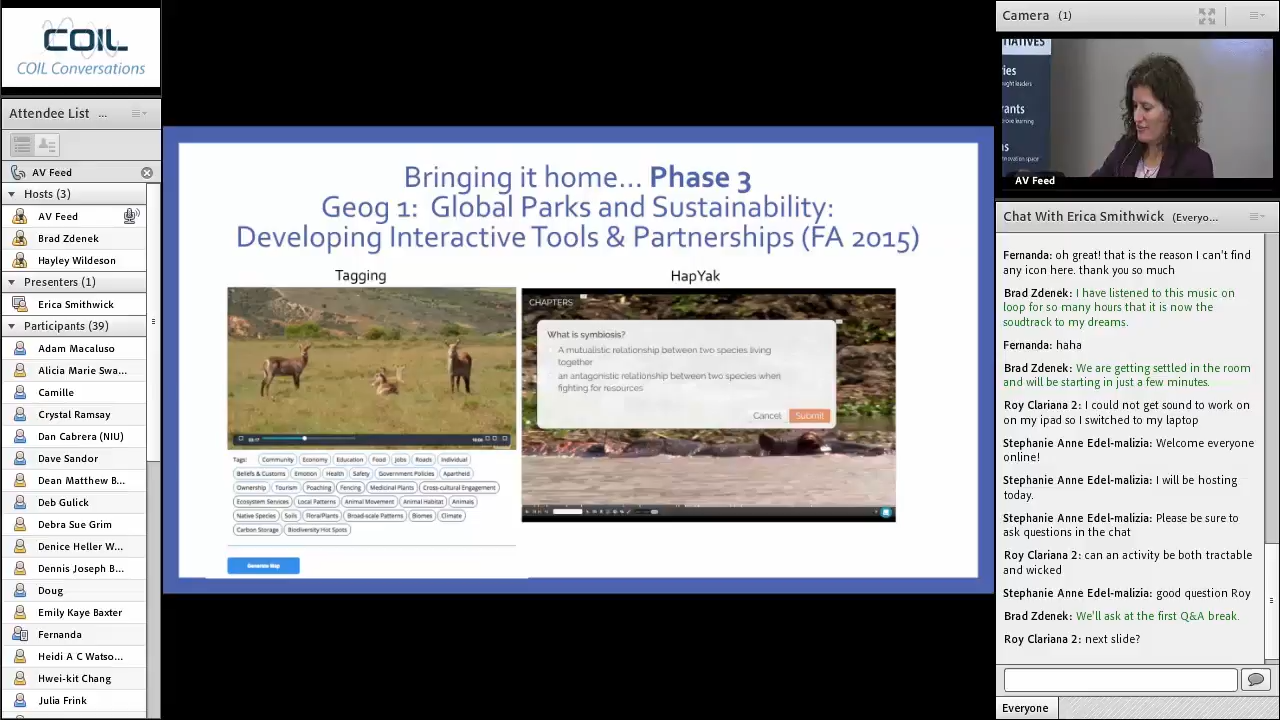 COIL
COIL Conversations
Attendee List ...
AV Feed
Hosts (3)
AV Feed
Brad Zdenek
Hayley Wildeson
Presenters (1)
Erica Smithwick
Participants (39)
Adam Macaluso
Alicia Marie Swa...
Camille
Crystal Ramsay
Dan Cabrera (NIU)
Dave Sandor
Dean Matthew B...
Deb Gulick
Debra Sue Grim
Denice Heller W...
Dennis Joseph B...
Doug
Emily Kaye Baxter
Fernanda
Heidi A C Watso...
Hwei-kit Chang
Julia Frink
Bringing it home... Phase 3
Geog 1: Global Parks and Sustainability:
Developing Interactive Tools & Partnerships (FA 2015)
Tagging
HapYak
Tags: Community Economy Education Food Jobs Roads Individual
Beliefs & Customs Emotion Health Safety Government Policies Apartheid
Ownership Tourism Poaching Fencing Medicinal Plants Cross-cultural Engagement
Ecosystem Services Local Patterns Animal Movement Animal Habitat Animals
Native Species Soils Flora/Plants Broad-scale Patterns Biomes Climate
Carbon Storage Biodiversity Hot Spots
Generate Map
CHAPTERS
What is symbiosis?
A mutualistic relationship between two species living
together
an antagonistic relationship between two species when
fighting for resources
Cancel Submit
Camera (1)
AV Feed
Chat With Erica Smithwick (Everyo...
Fernanda: oh great! that is the reason I can't find
any icon here. thank you so much
Brad Zdenek: I have listened to this music on
loop for so many hours that it is now the
soudtrack to my dreams.
Fernanda: haha
Brad Zdenek: We are getting settled in the room
and will be starting in just a few minutes.
Roy Clariana 2: I could not get sound to work on
my ipad so I switched to my laptop
Stephanie Anne Edel-malizia: Welcome everyone
online!
Stephanie Anne Edel-malizia: I will be hosting
today.
Stephanie Anne Edel-malizia: Please be sure to
ask questions in the chat
Roy Clariana 2: can an activity be both tractable
and wicked
Stephanie Anne Edel-malizia: good question Roy
Brad Zdenek: We'll ask at the first Q&A break.
Roy Clariana 2: next slide?
Everyone